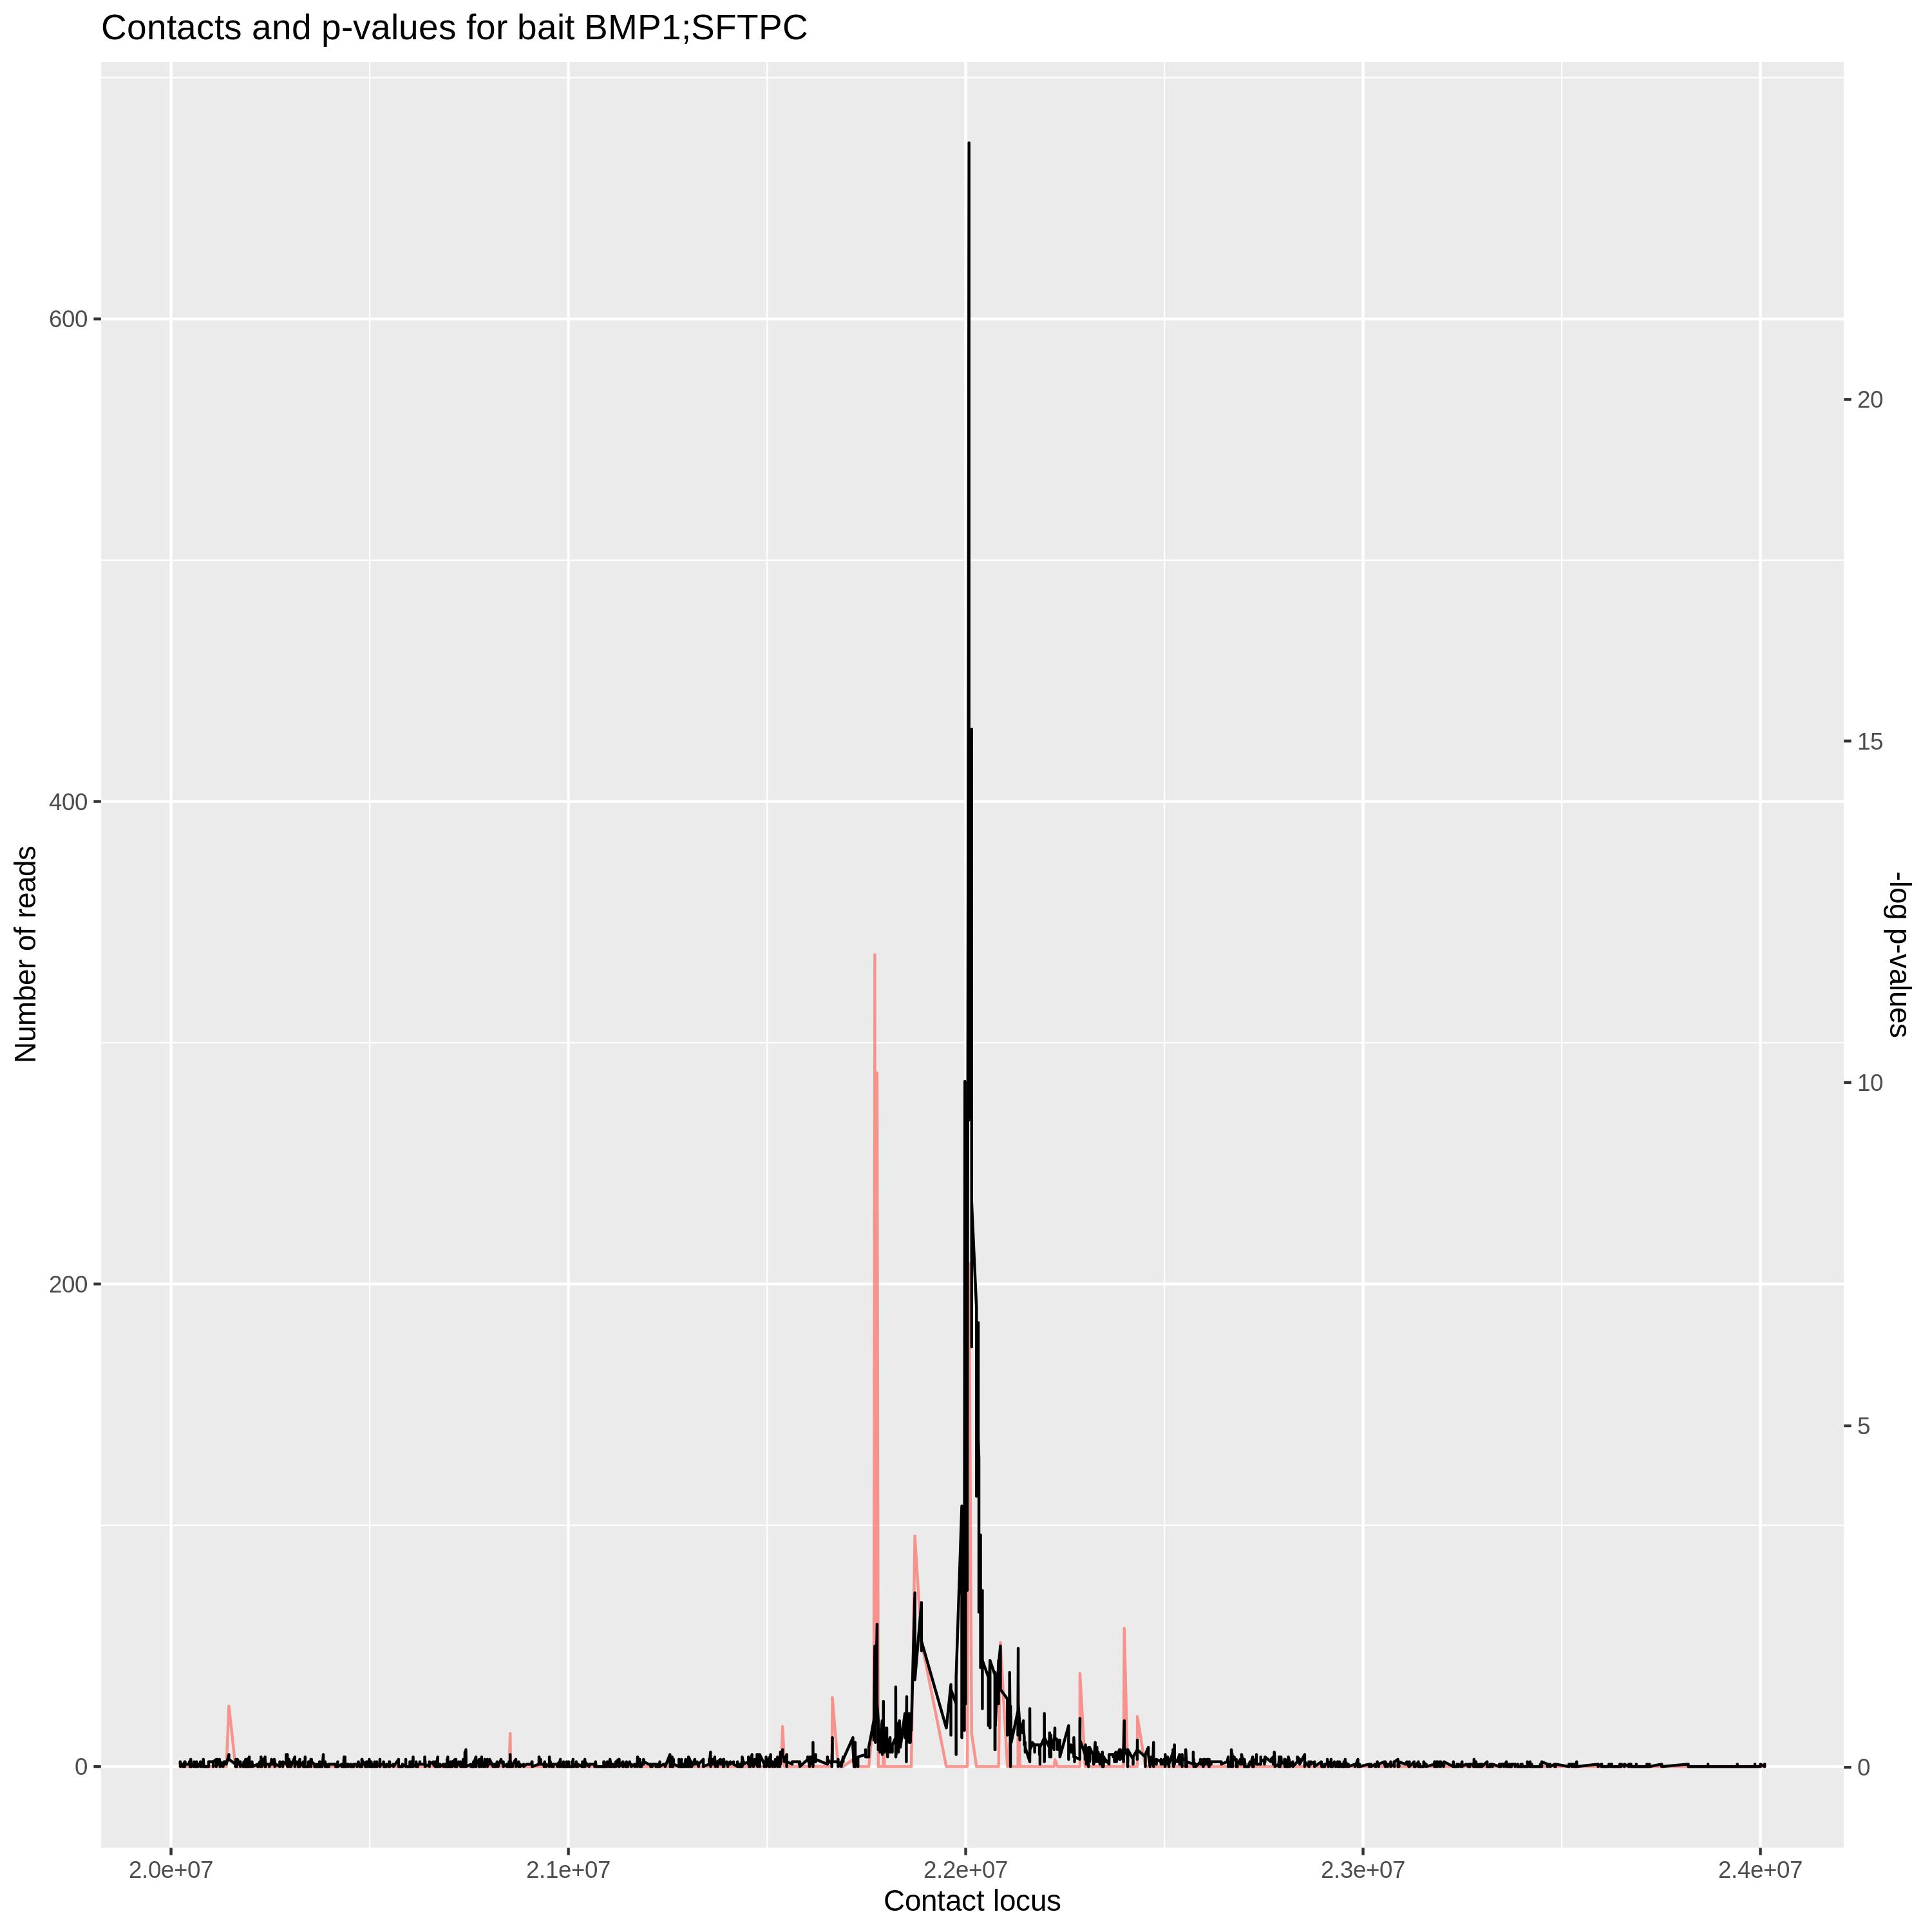 Contacts and p-values for bait BMP1;SFTPC
Number of reads
600
400
200
0
20
15
10
5
0
-log p-values
2.0e+07
2.1e+07
2.2e+07
2.3e+07
2.4e+07
Contact locus